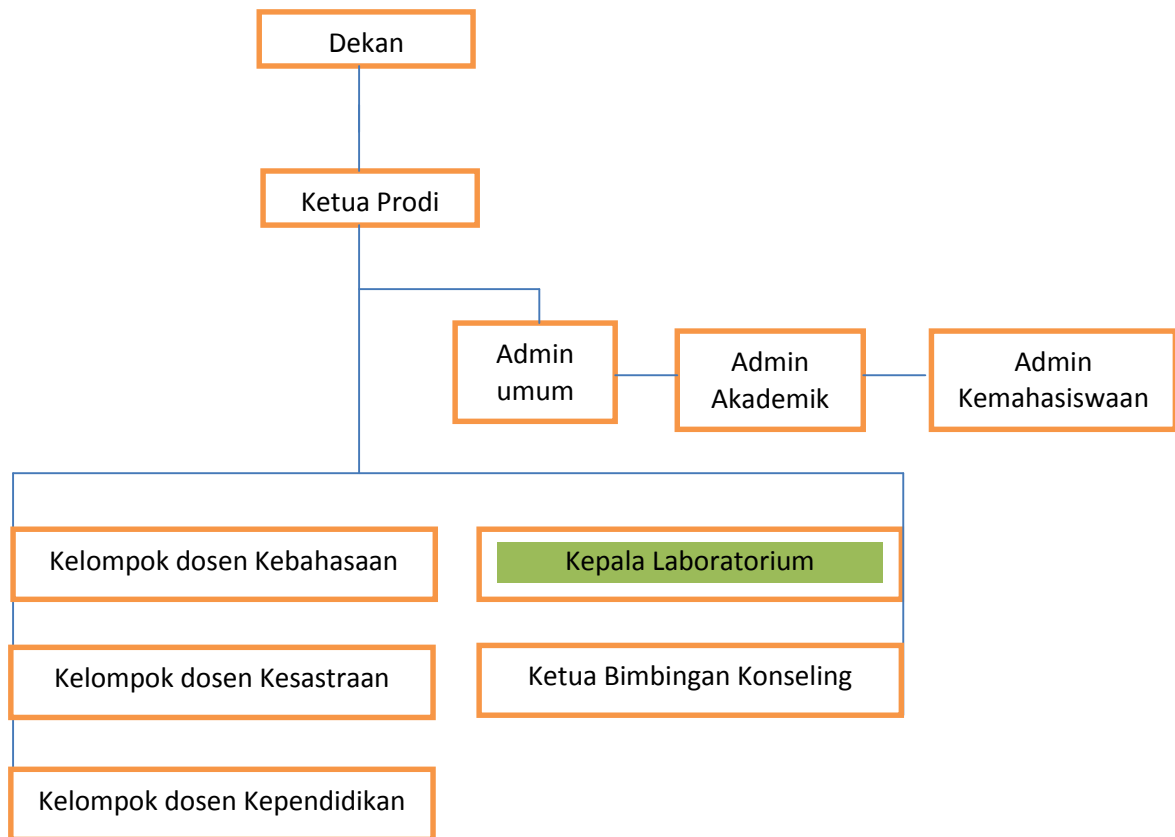 Dekan
Ketua Prodi
Admin
umum
Admin
Akademik
Admin
Kemahasiswaan
Kelompok dosen Kebahasaan
Kepala Laboratorium
Kelompok dosen Kesastraan
Ketua Bimbingan Konseling
Kelompok dosen Kependidikan